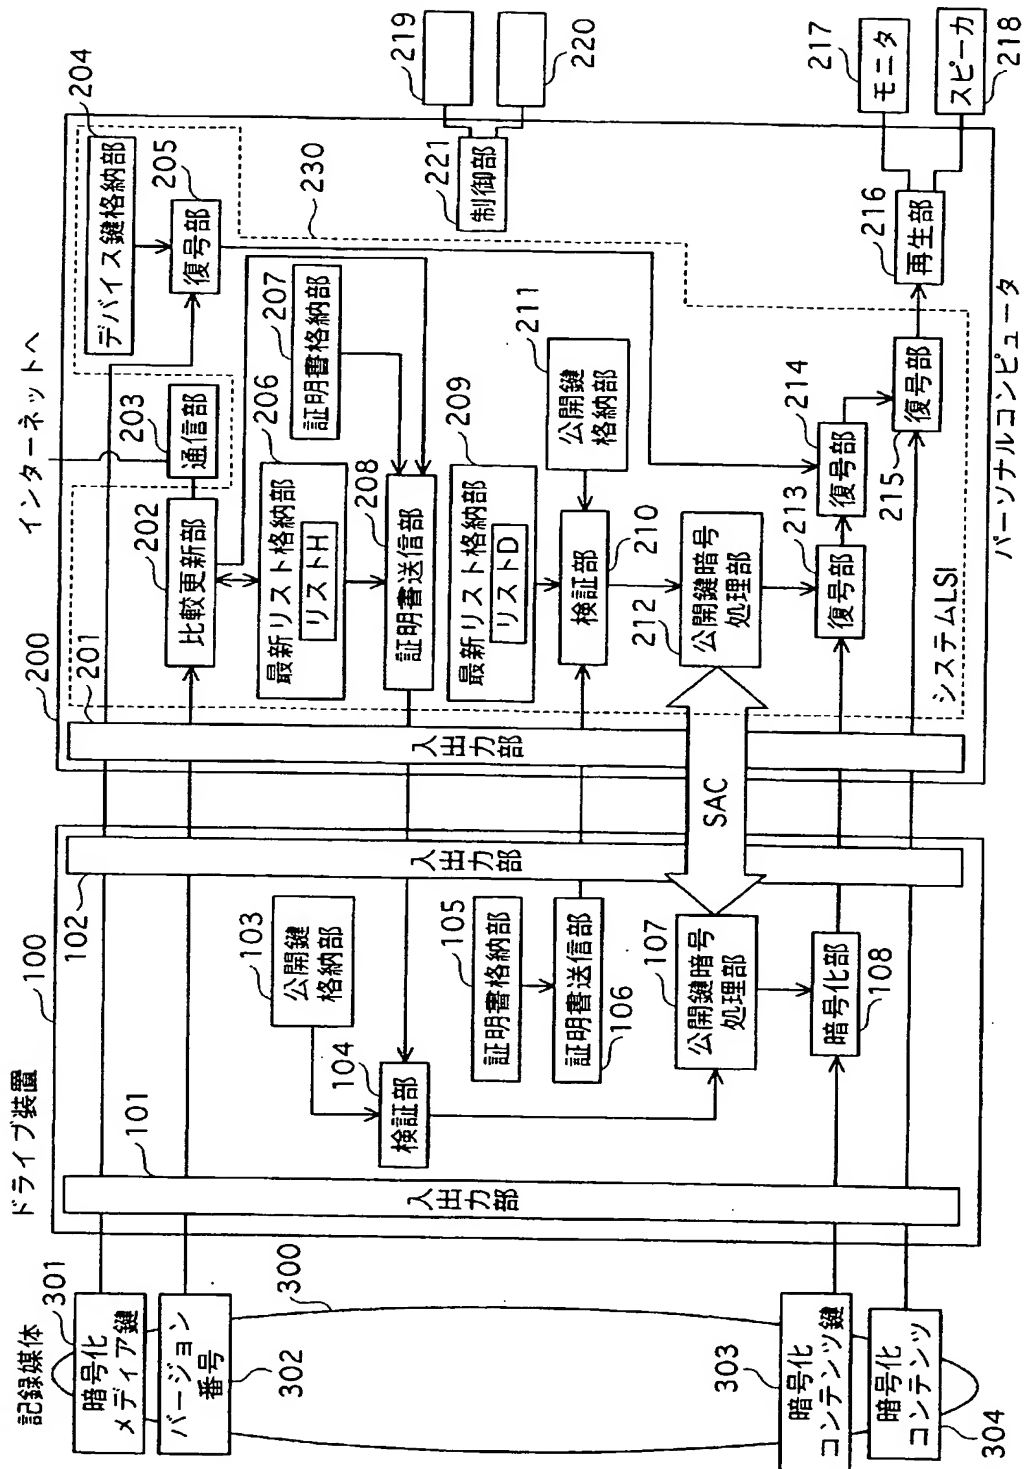 記録媒体
301
暗号化
メディア鍵
バージョン
番号
302
300
303
暗号化
コンテンツ鍵
暗号化
コンテンツ
304
ドライブ装置
100
101
入出力部
102
入出力部
103
公開鍵
格納部
104
検証部
105
証明書格納部
証明書送信部
106
107
公開鍵暗号
処理部
暗号化部
108
SAC
インターネットへ
200
201
入出力部
202
比較更新部
203
通信部
204
デバイス鍵格納部
205
復号部
206
最新リスト格納部
リストH
207
証明書格納部
208
証明書送信部
209
最新リスト格納部
リストD
211
公開鍵
格納部
検証部
210
212
公開鍵暗号
処理部
213
復号部
214
復号部
215
復号部
システムLSI
230
221
制御部
219
220
216
再生部
217
モニタ
スピーカ
218
パーソナルコンピュータ